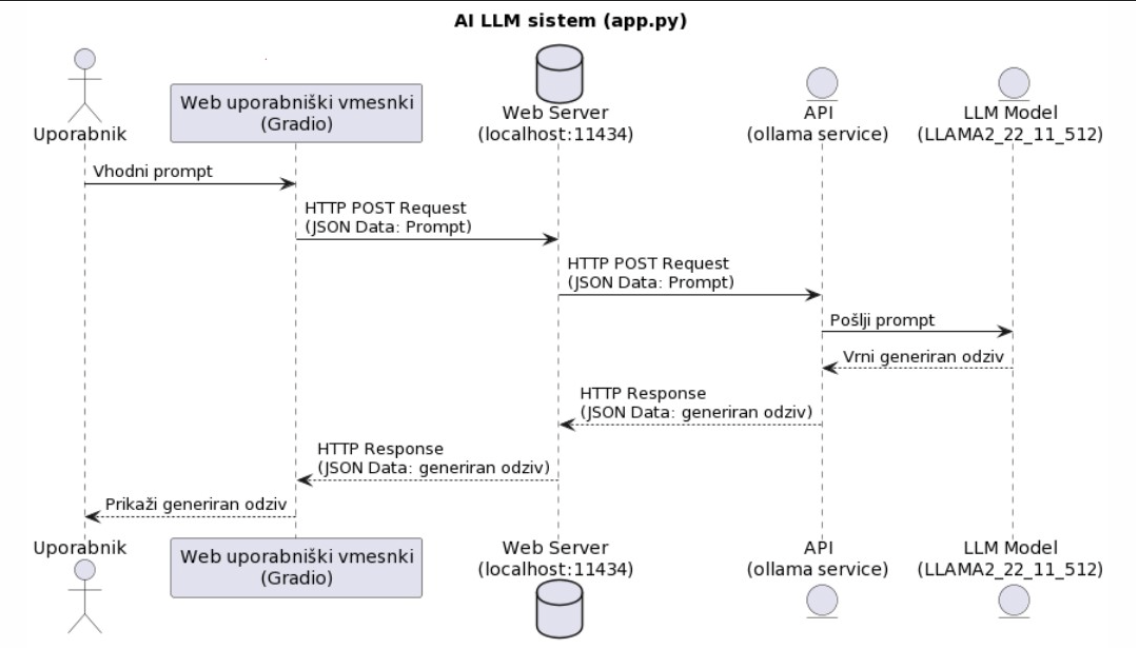 AI LLM sistem (app.py)
Uporabnik
Web uporabniški vmesnki
(Gradio)
Web Server
(localhost:11434)
API
(ollama service)
LLM Model
(LLAMA2_22_11_512)
Vhodni prompt
HTTP POST Request
(JSON Data: Prompt)
HTTP POST Request
(JSON Data: Prompt)
Pošlji prompt
Vrni generiran odziv
HTTP Response
(JSON Data: generiran odziv)
HTTP Response
(JSON Data: generiran odziv)
Prikaži generiran odziv
Uporabnik
Web uporabniški vmesnki
(Gradio)
Web Server
(localhost:11434)
API
(ollama service)
LLM Model
(LLAMA2_22_11_512)